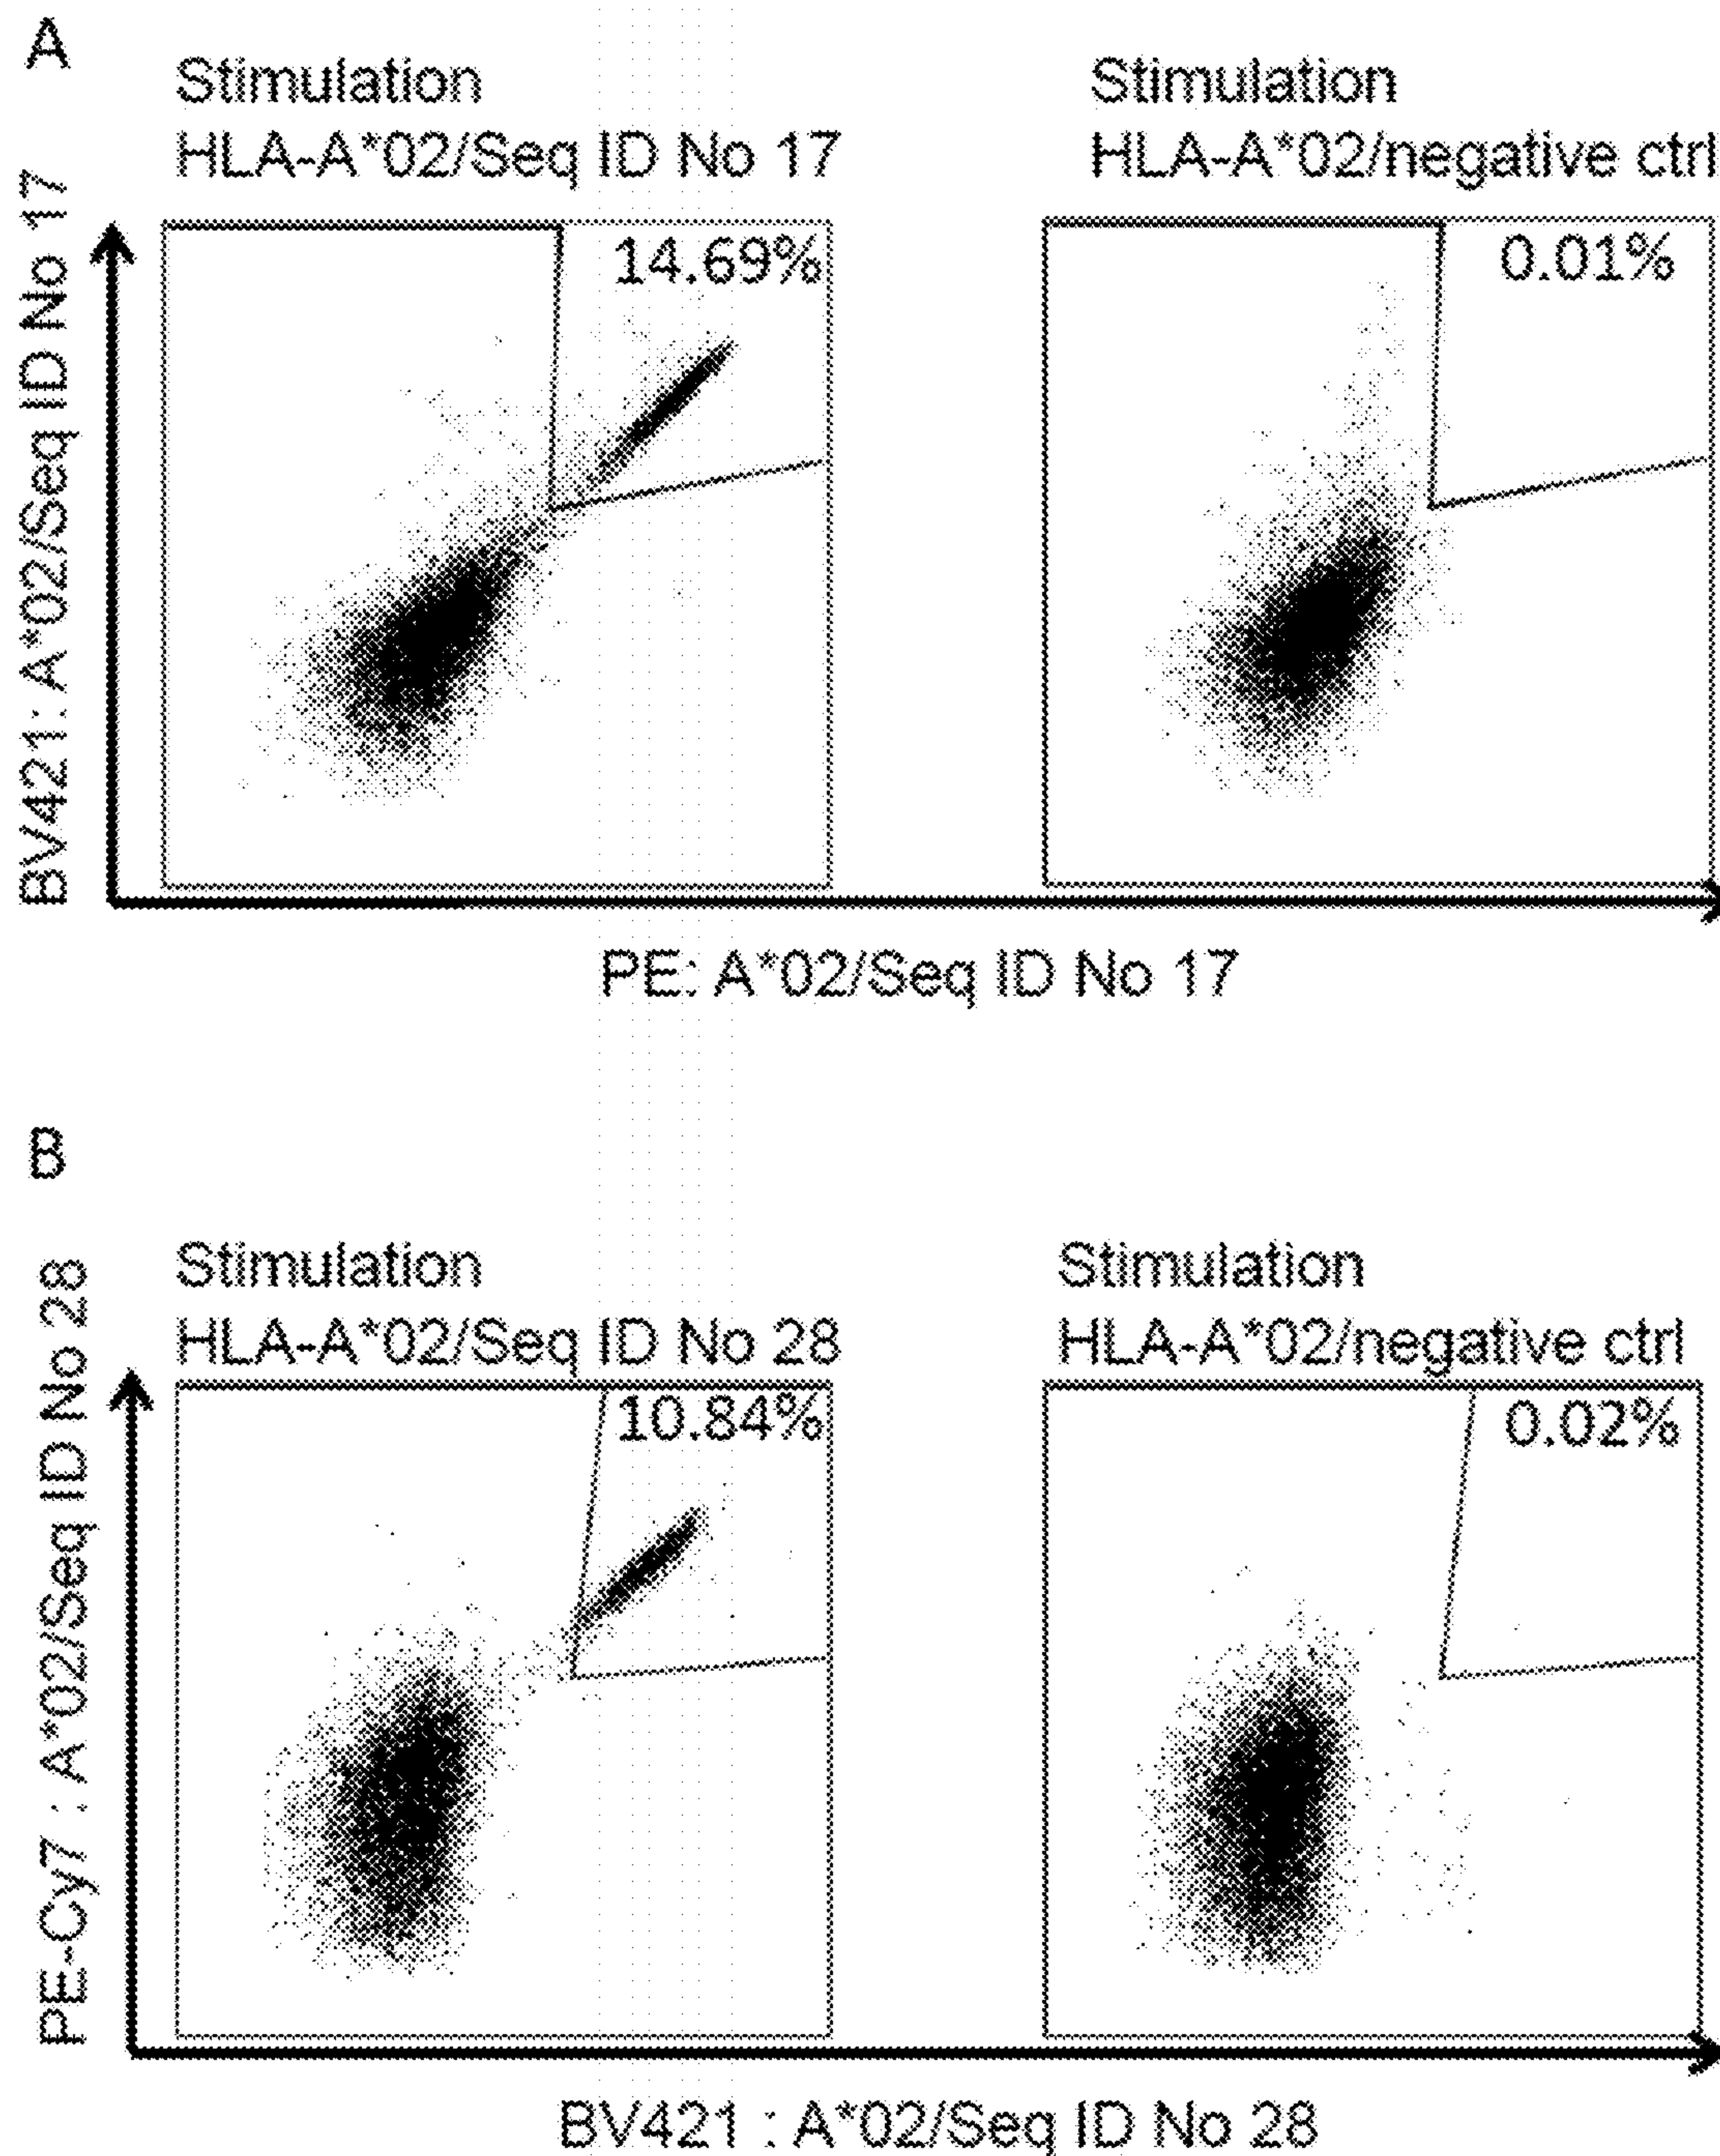 A
Stimulation
HLA-A*02/Seq ID No 17
Stimulation
HLA-A*02/negative ctrl
14.69%
0.01%
BV421: A*02/Seq ID No 17
PE: A*02/Seq ID No 17
B
Stimulation
HLA-A*02/Seq ID No 28
Stimulation
HLA-A*02/negative ctrl
10.84%
0.02%
PE-Cy7 : A*02/Seq ID No 28
BV421 : A*02/Seq ID No 28